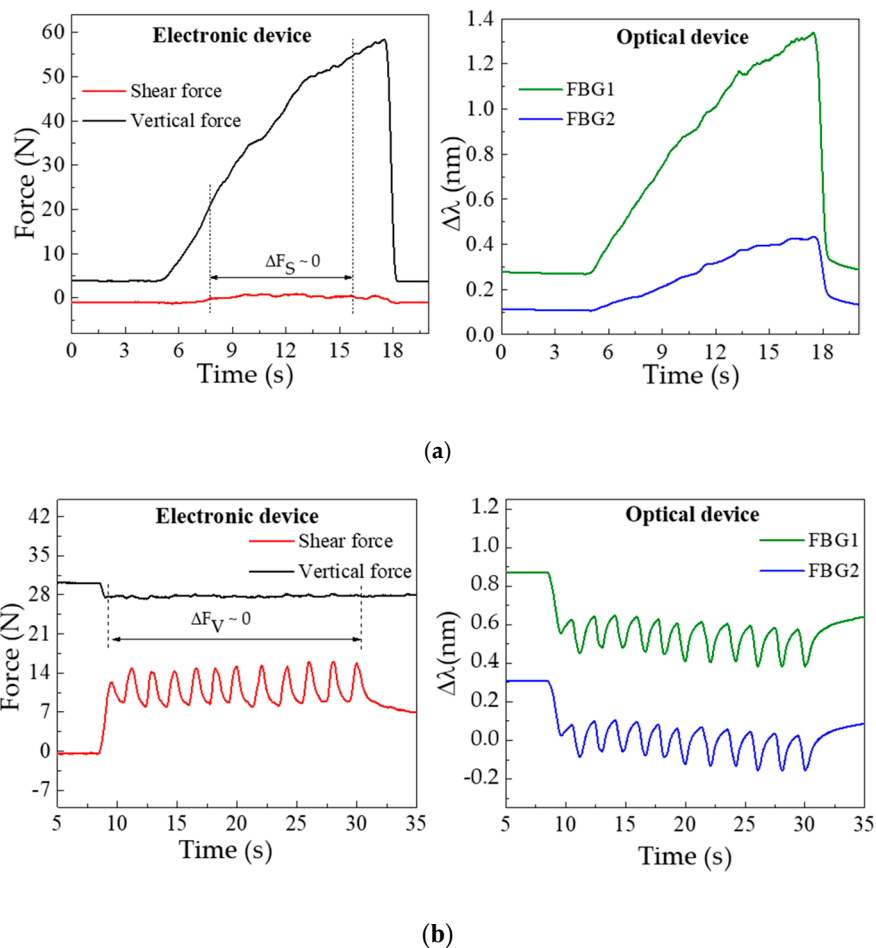 Electronic device
Shear force
Vertical force
ΔF_S ~ 0
Force (N)
60
50
40
30
20
10
0
0 3 6 9 12 15 18
Time (s)
Optical device
FBG1
FBG2
Δλ (nm)
1.4
1.2
1.0
0.8
0.6
0.4
0.2
0.0
0 3 6 9 12 15 18
Time (s)
(a)
Electronic device
Shear force
Vertical force
ΔF_V ~ 0
Force (N)
42
35
28
21
14
7
0
-7
5 10 15 20 25 30 35
Time (s)
Optical device
FBG1
FBG2
Δλ(nm)
1.2
1.0
0.8
0.6
0.4
0.3
0.0
-0.2
5 10 15 20 25 30 35
Time (s)
(b)